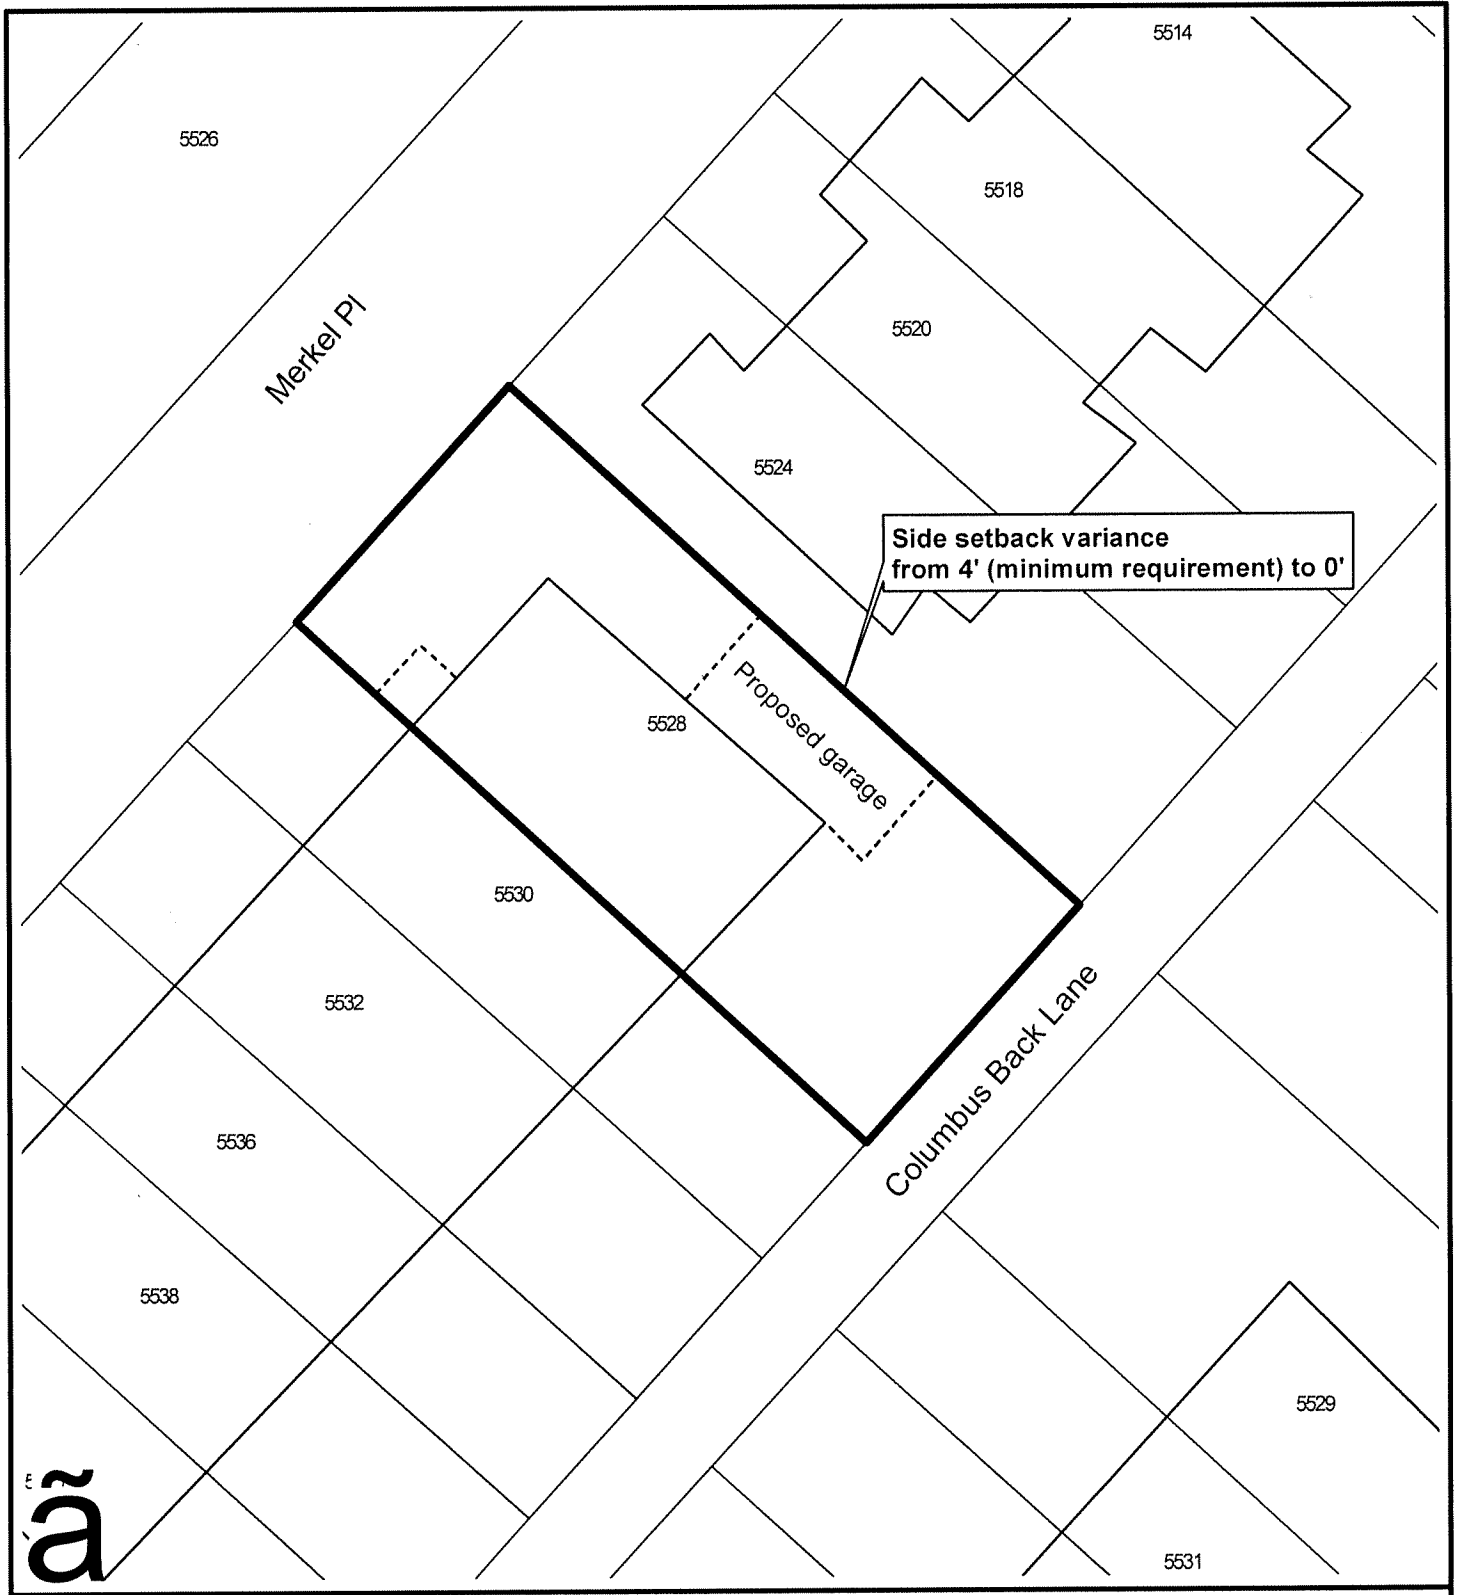 5514
5526
5518
Merkel Pl
5520
5524
Side setback variance
from 4' (minimum requirement) to 0'
Proposed garage
5528
5530
5532
Columbus Back Lane
5536
5538
5529
ã
5531